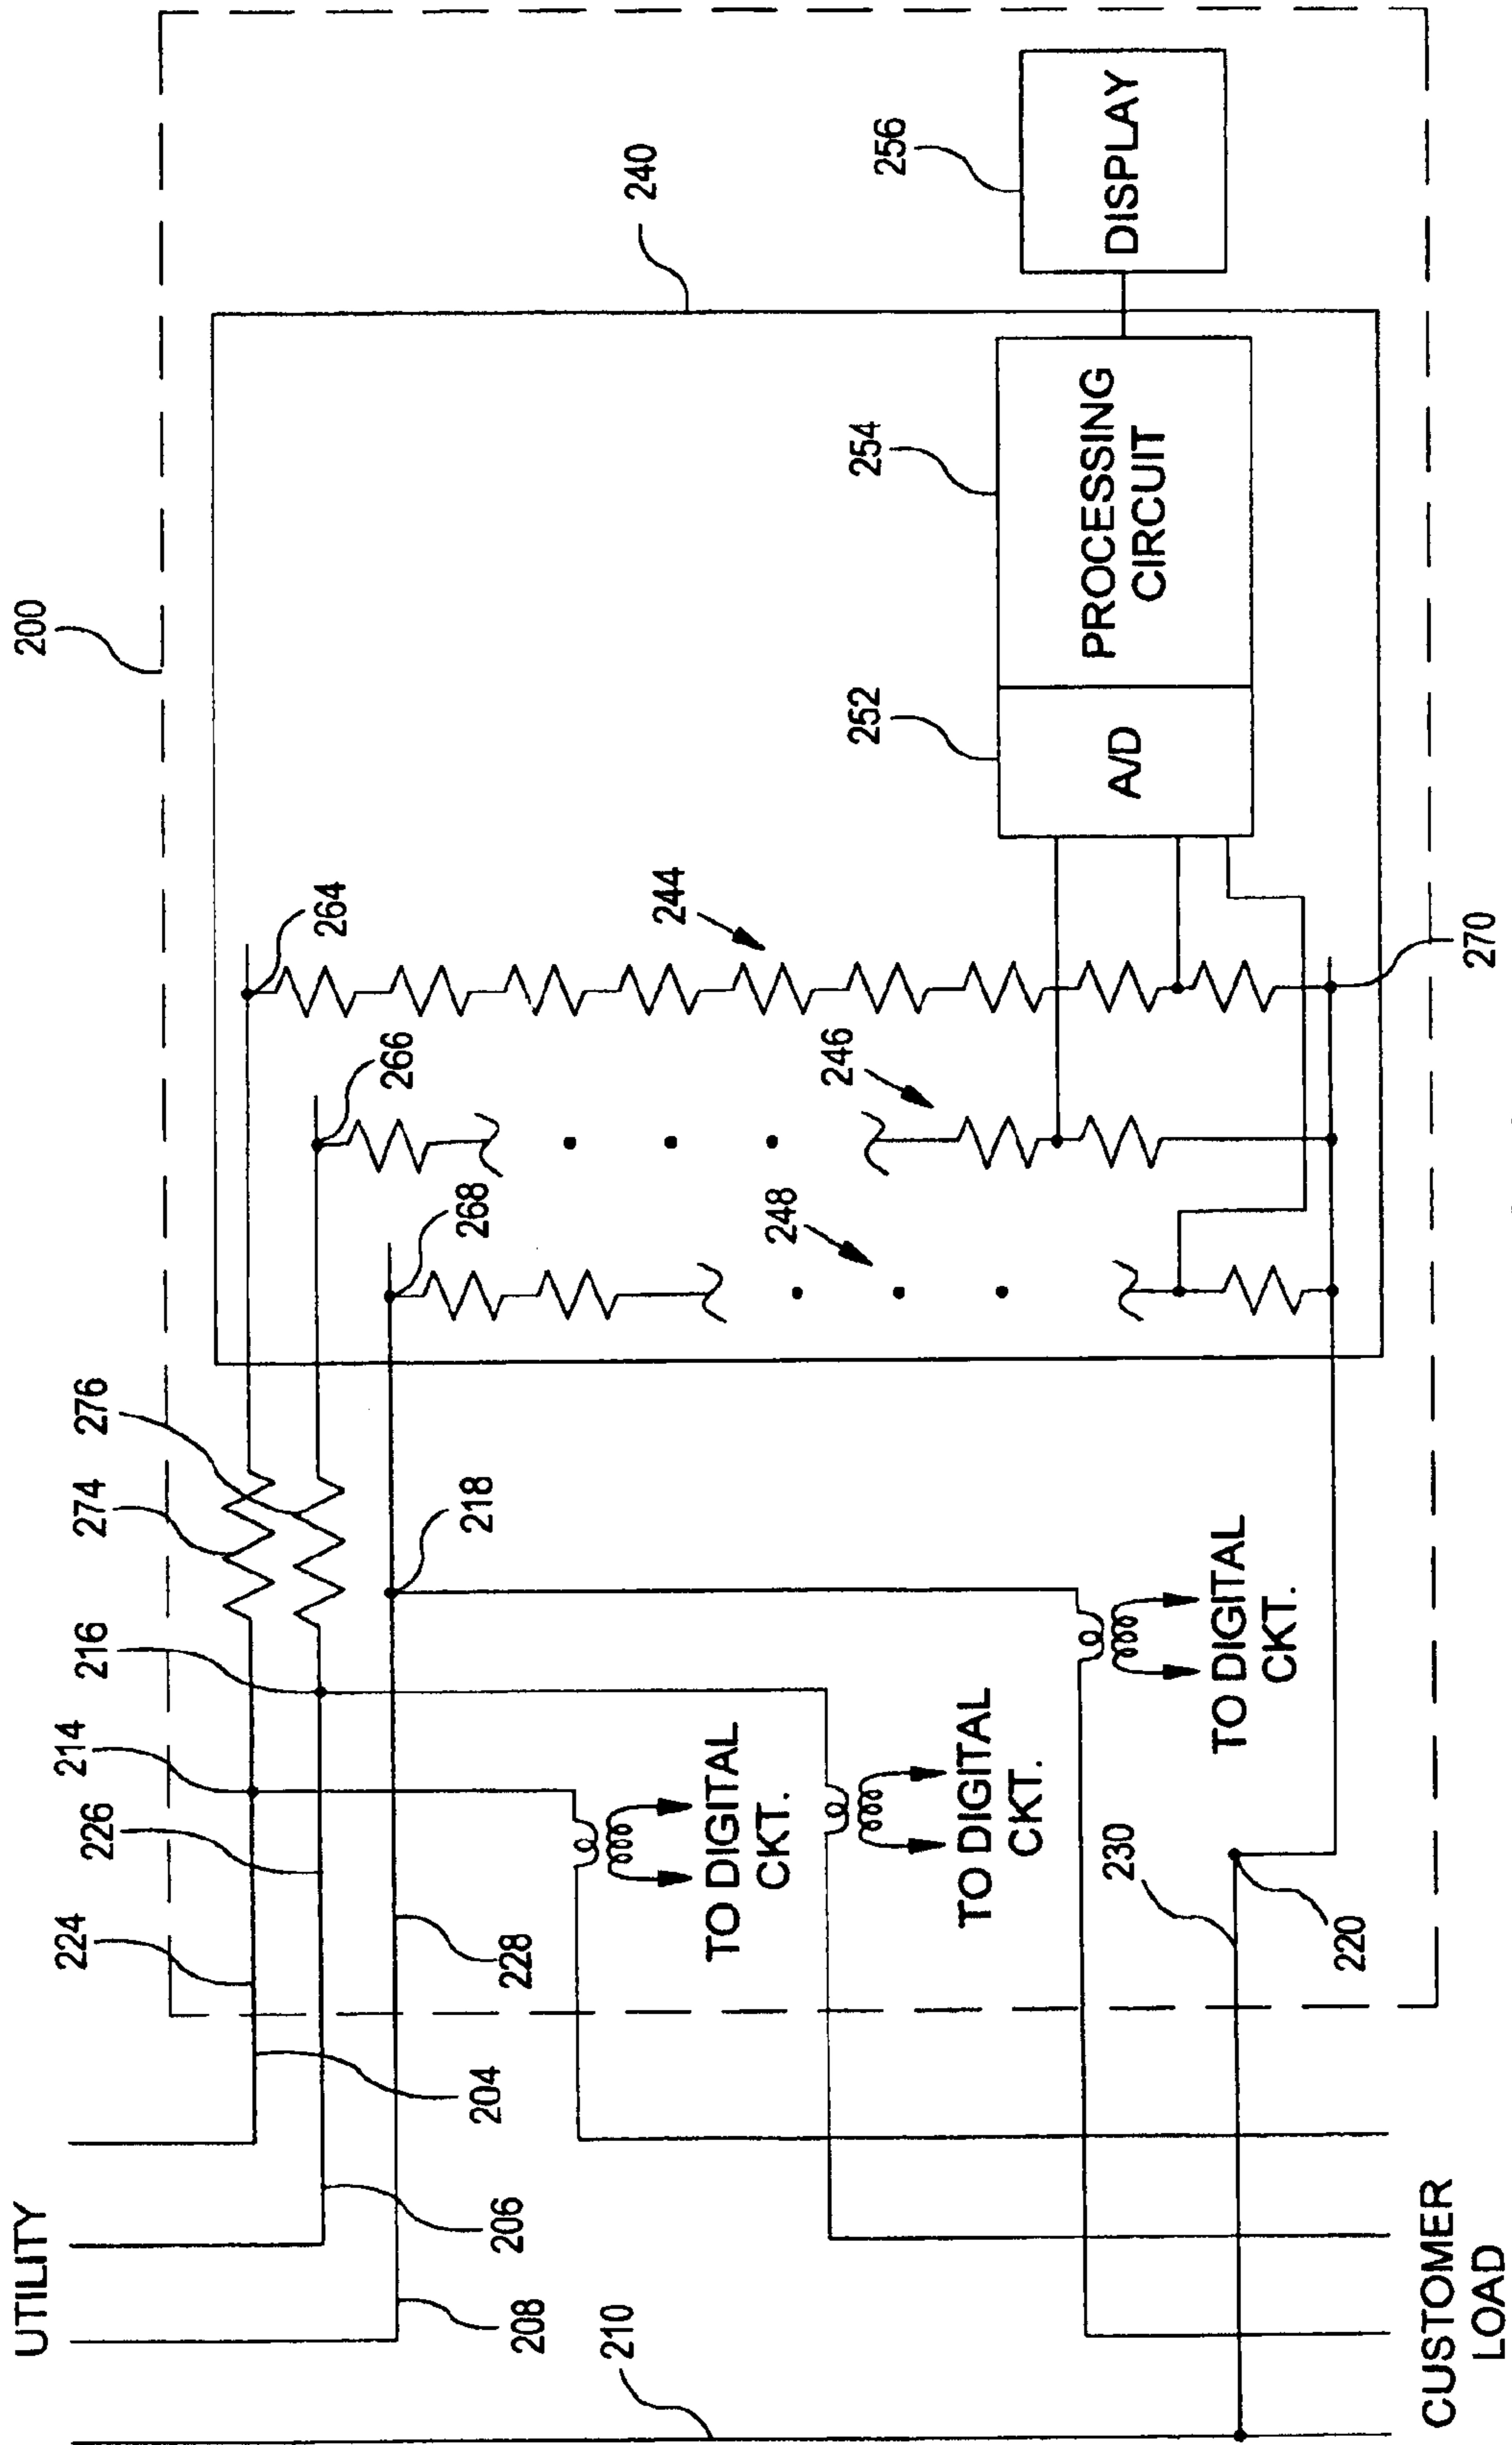 UTILITY
200
210
208
206
204
224
226
214
216
274
276
228
218
268
266
264
240
248
246
244
252
254
256
A/D
PROCESSING
CIRCUIT
DISPLAY
TO DIGITAL
CKT.
TO DIGITAL
CKT.
TO DIGITAL
CKT.
230
220
270
CUSTOMER
LOAD